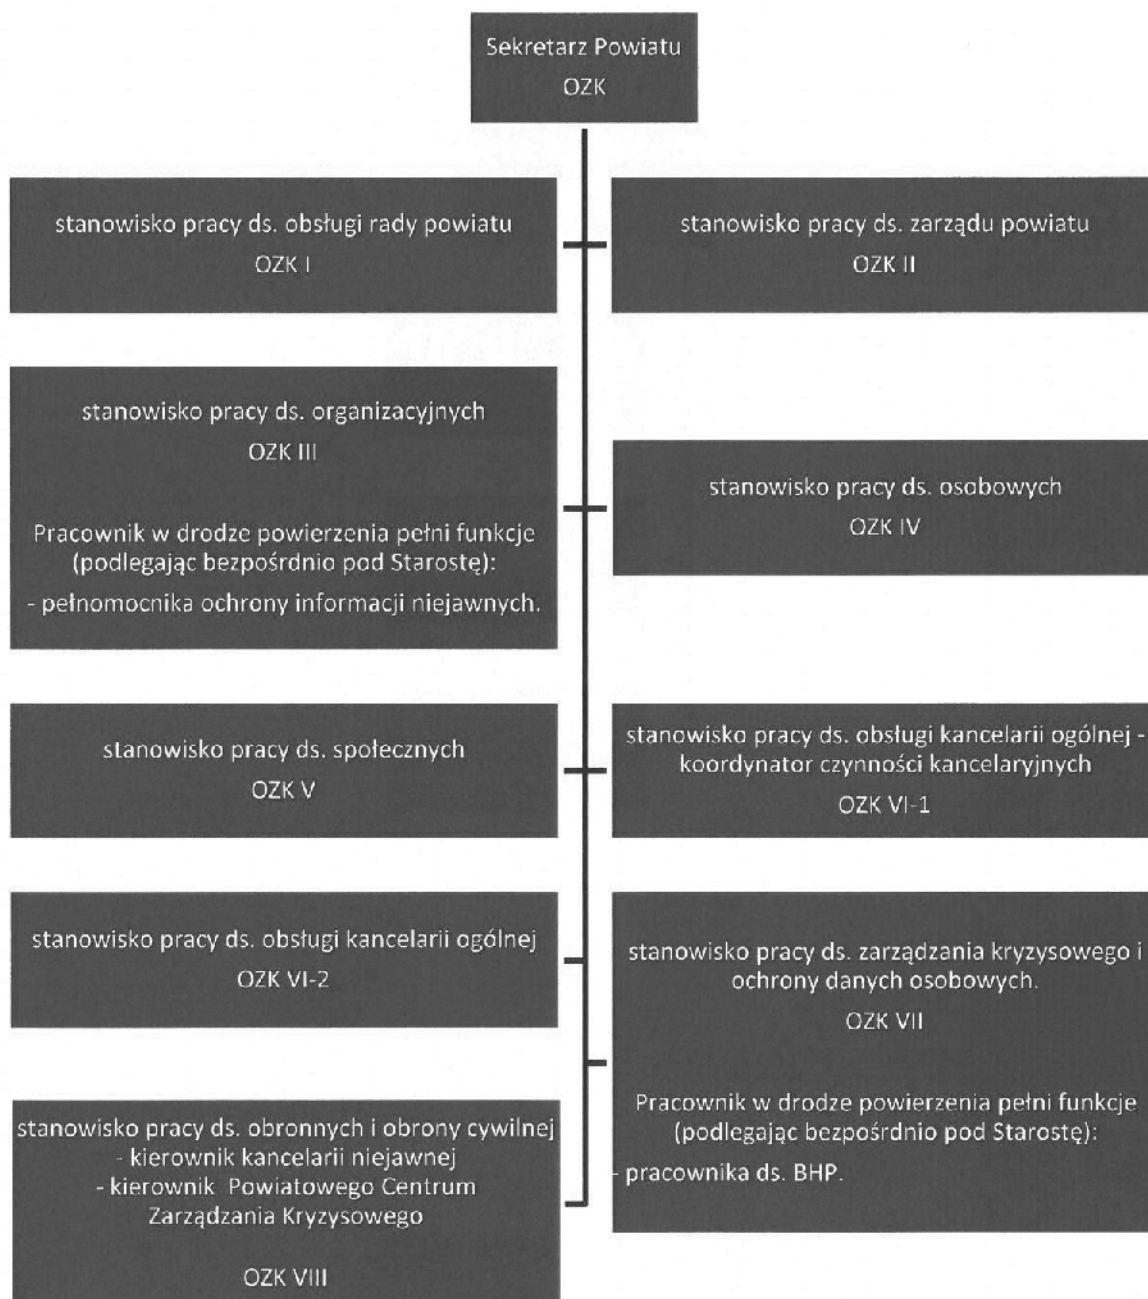 Sekretarz Powiatu
OZK
stanowisko pracy ds. obsługi rady powiatu
OZK I
stanowisko pracy ds. zarządu powiatu
OZK II
stanowisko pracy ds. organizacyjnych
OZK III
Pracownik w drodze powierzenia pełni funkcje
(podlegając bezpośrdnio pod Starostę):
- pełnomocnika ochrony informacji niejawnych.
stanowisko pracy ds. osobowych
OZK IV
stanowisko pracy ds. społecznych
OZK V
stanowisko pracy ds. obsługi kancelarii ogólnej -
koordynator czynności kancelaryjnych
OZK VI-1
stanowisko pracy ds. obsługi kancelarii ogólnej
OZK VI-2
stanowisko pracy ds. zarządzania kryzysowego i
ochrony danych osobowych.
OZK VII
Pracownik w drodze powierzenia pełni funkcje
(podlegając bezpośrdnio pod Starostę):
- pracownika ds. BHP.
stanowisko pracy ds. obronnych i obrony cywilnej
- kierownik kancelarii niejawnej
- kierownik Powiatowego Centrum
Zarządzania Kryzysowego
OZK VIII